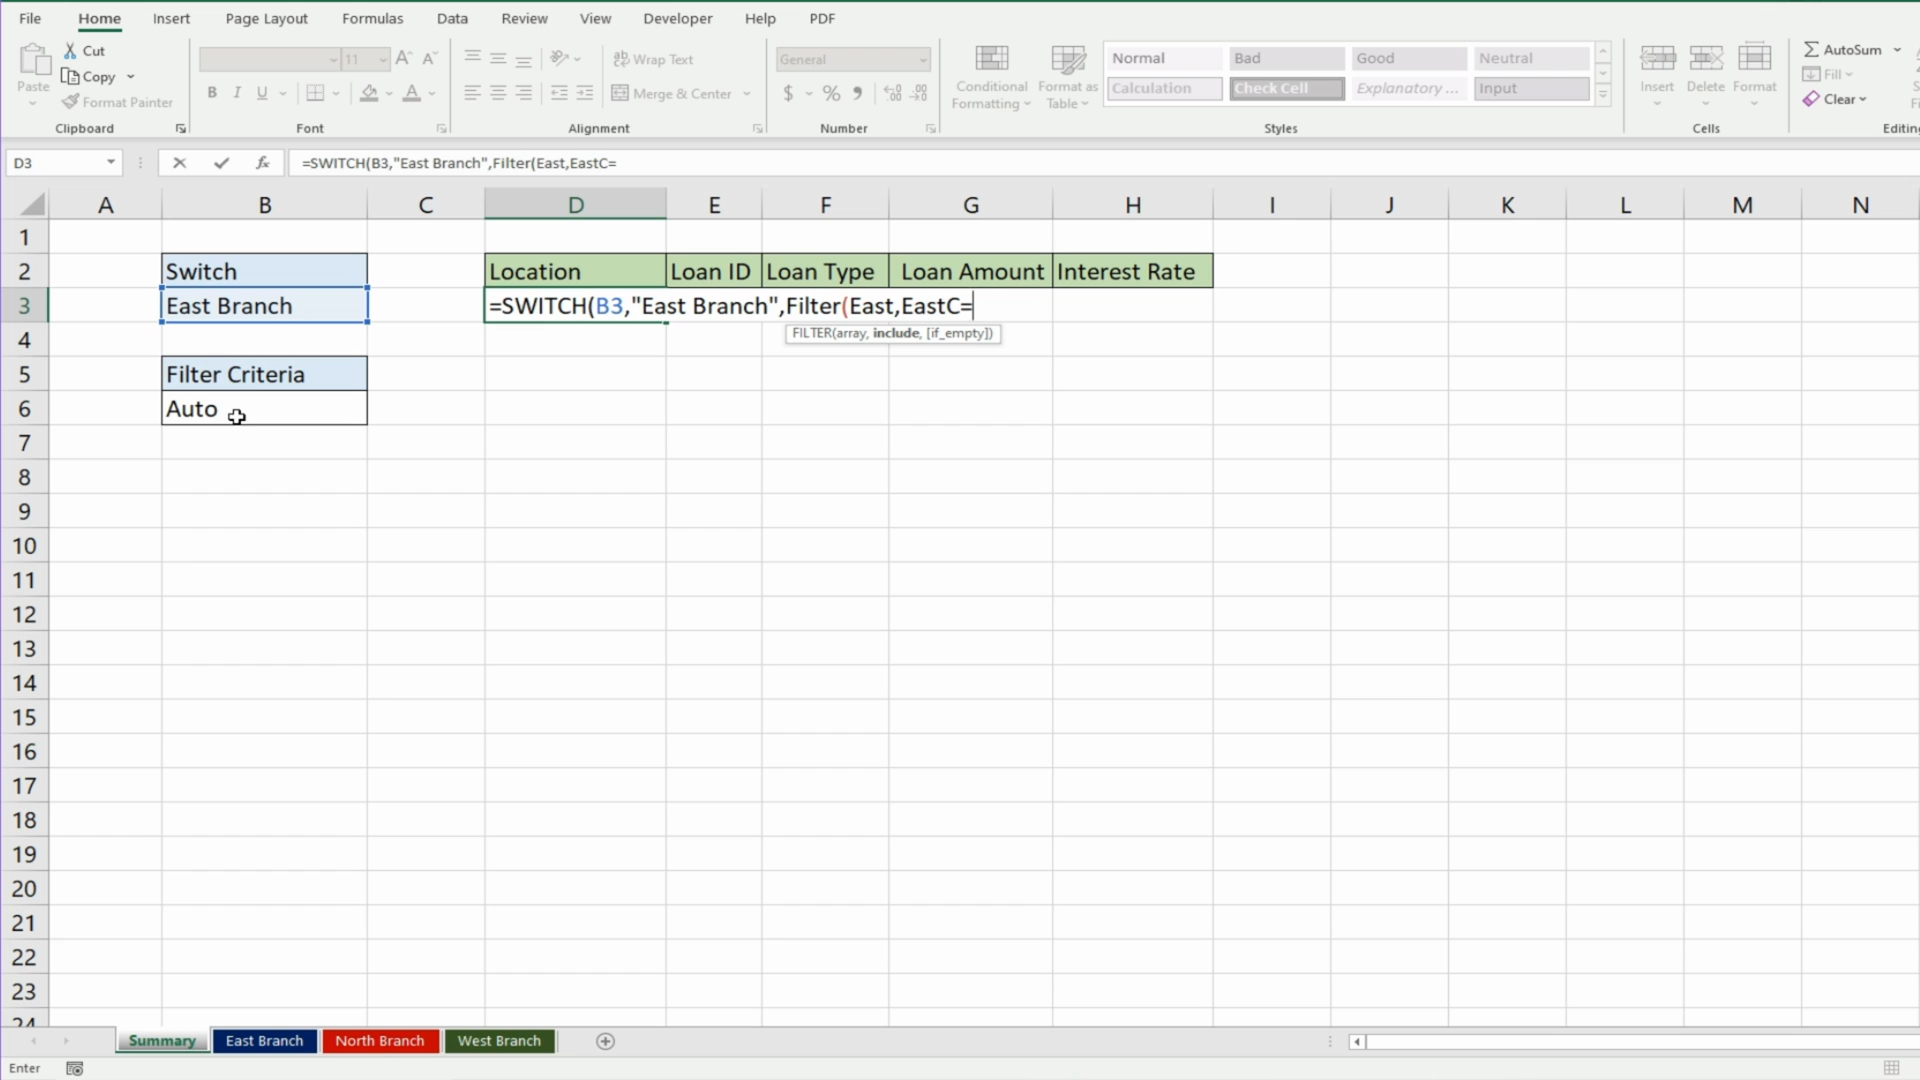 File Home Insert Page Layout Formulas Data Review View Developer Help PDF
Paste Cut Copy Format Painter Clipboard
11 A A B I U A Font
Wrap Text Merge & Center Alignment
General $ % Number
Conditional Formatting Format as Table
Normal Bad Good Neutral
Calculation Check Cell Explanatory ... Input
Styles
Insert Delete Format Cells
AutoSum Fill Clear
D3 fx =SWITCH(B3,"East Branch",Filter(East,EastC=
A B C D E F G H I J K L M N
1
2 Switch Location Loan ID Loan Type Loan Amount Interest Rate
3 East Branch =SWITCH(B3,"East Branch",Filter(East,EastC=
FILTER(array, include, [if_empty])
4
5 Filter Criteria
6 Auto
7
8
9
10
11
12
13
14
15
16
17
18
19
20
21
22
23
24
Summary East Branch North Branch West Branch
Enter